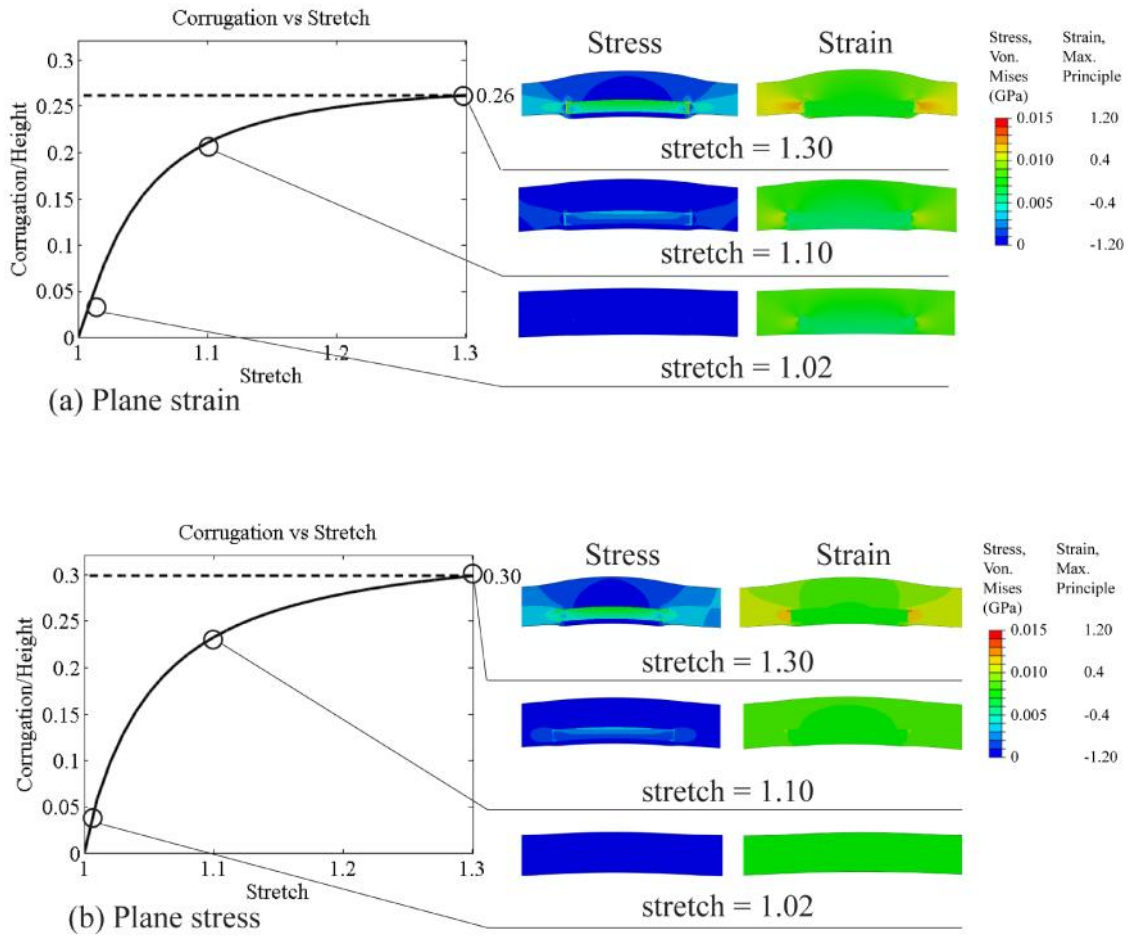 Corrugation vs Stretch
Corrugation/Height
0.3
0.25
0.2
0.15
0.1
0.05
0
1
1.1
1.2
1.3
Stretch
0.26
(a) Plane strain
Stress
Strain
stretch = 1.30
stretch = 1.10
stretch = 1.02
Stress,
Von.
Mises
(GPa)
0.015
0.010
0.005
0
Strain,
Max.
Principle
1.20
0.4
-0.4
-1.20
Corrugation vs Stretch
Corrugation/Height
0.3
0.25
0.2
0.15
0.1
0.05
0
1
1.1
1.2
1.3
Stretch
0.30
(b) Plane stress
Stress
Strain
stretch = 1.30
stretch = 1.10
stretch = 1.02
Stress,
Von.
Mises
(GPa)
0.015
0.010
0.005
0
Strain,
Max.
Principle
1.20
0.4
-0.4
-1.20